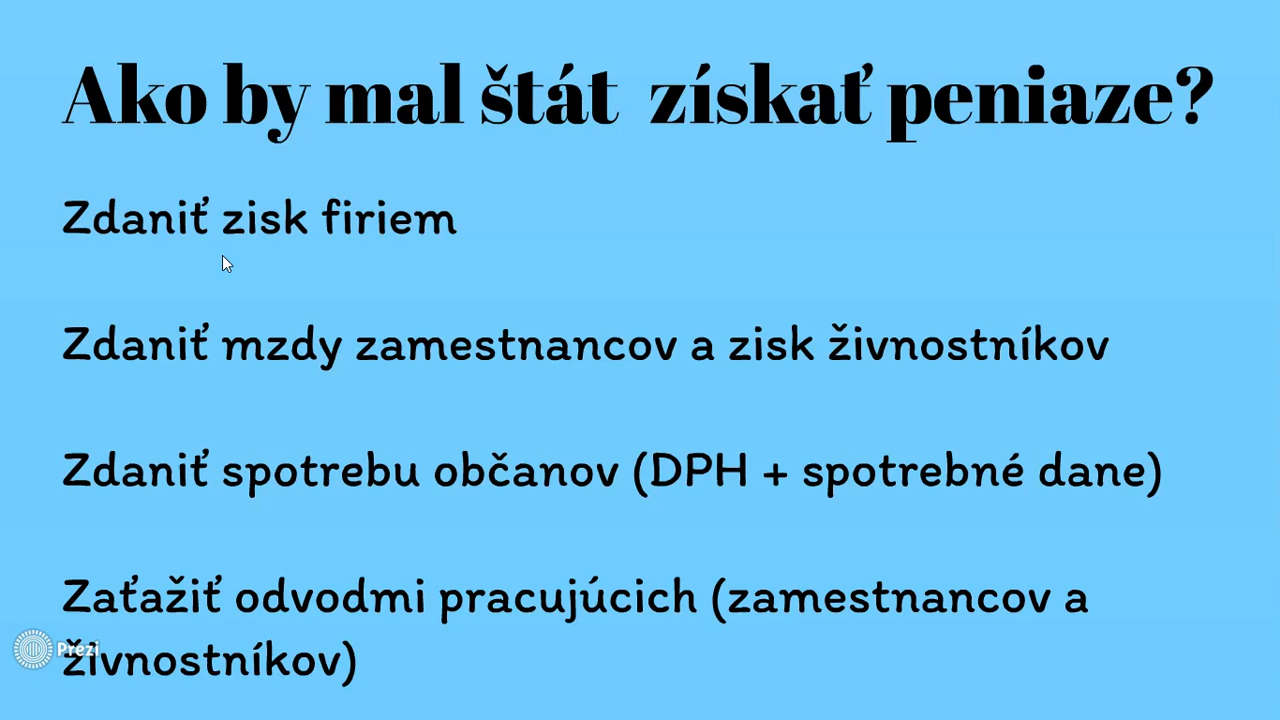 Ako by mal štát získať peniaze?
Zdaniť zisk firiem
Zdaniť mzdy zamestnancov a zisk živnostníkov
Zdaniť spotrebu občanov (DPH + spotrebné dane)
Zaťažiť odvodmi pracujúcich (zamestnancov a
živnostníkov)
Prezi